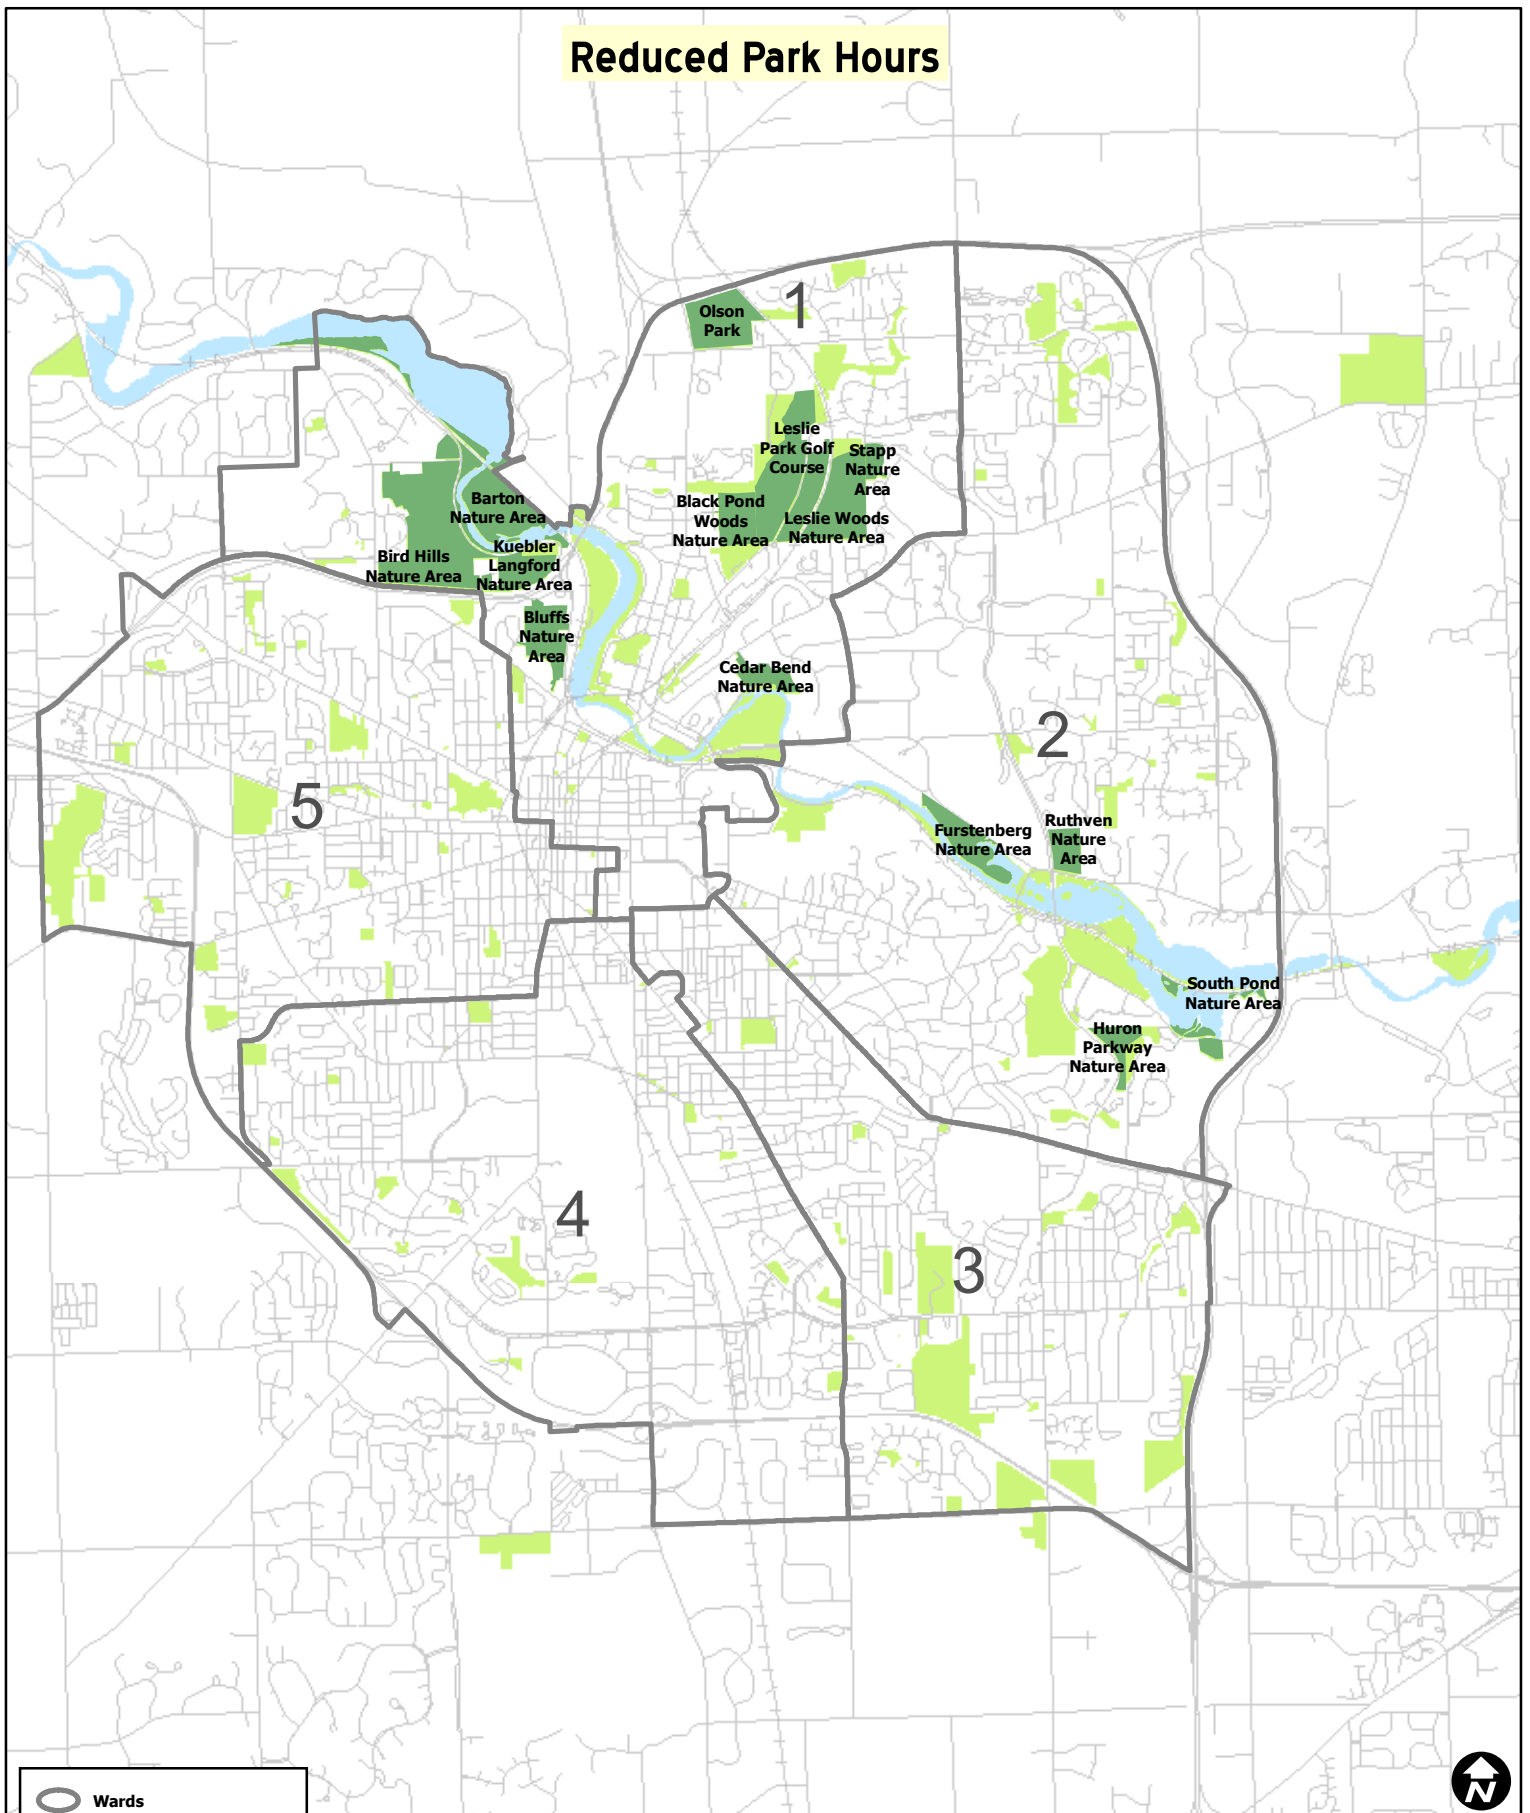 Reduced Park Hours
1
Olson
Park
Leslie
Park Golf
Course
Stapp
Nature
Area
Black Pond
Woods
Nature Area
Leslie Woods
Nature Area
Barton
Nature Area
Bird Hills
Nature Area
Kuebler
Langford
Nature Area
Bluffs
Nature
Area
Cedar Bend
Nature Area
2
5
Furstenberg
Nature Area
Ruthven
Nature
Area
South Pond
Nature Area
Huron
Parkway
Nature Area
4
3
Wards
N